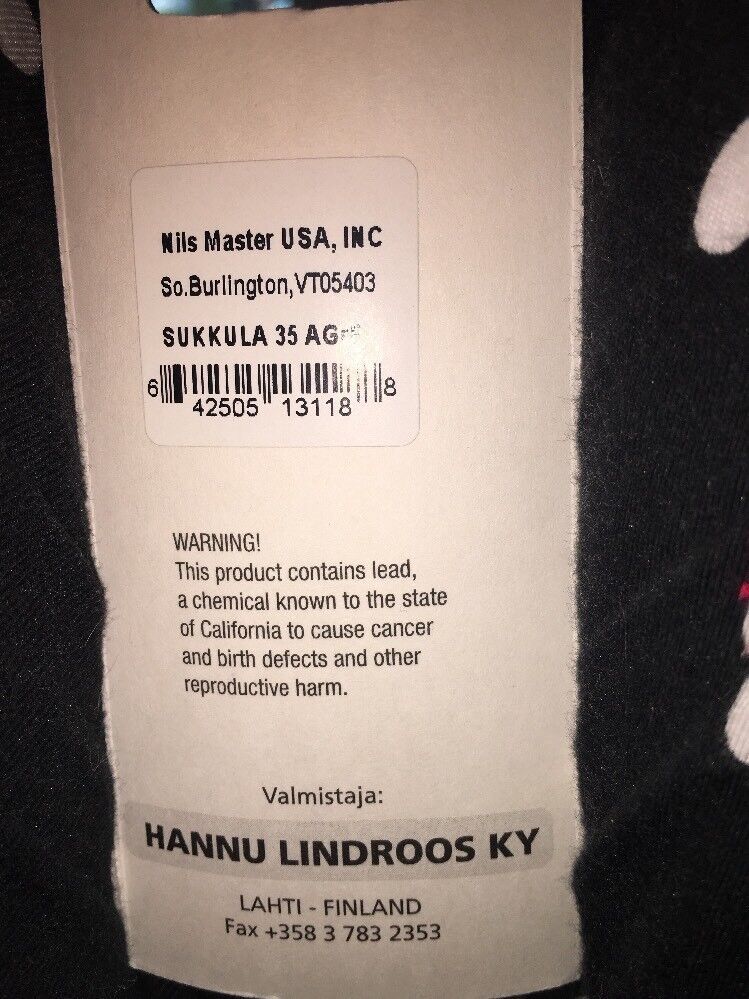 Nils Master USA, INC
So.Burlington,VT05403
SUKKULA 35
6 42505 13118 8
WARNING!
This product contains lead,
a chemical known to the state
of California to cause cancer
and birth defects and other
reproductive harm.
Valmistaja:
HANNU LINDROOS KY
LAHTI - FINLAND
Fax +358 3 783 2353